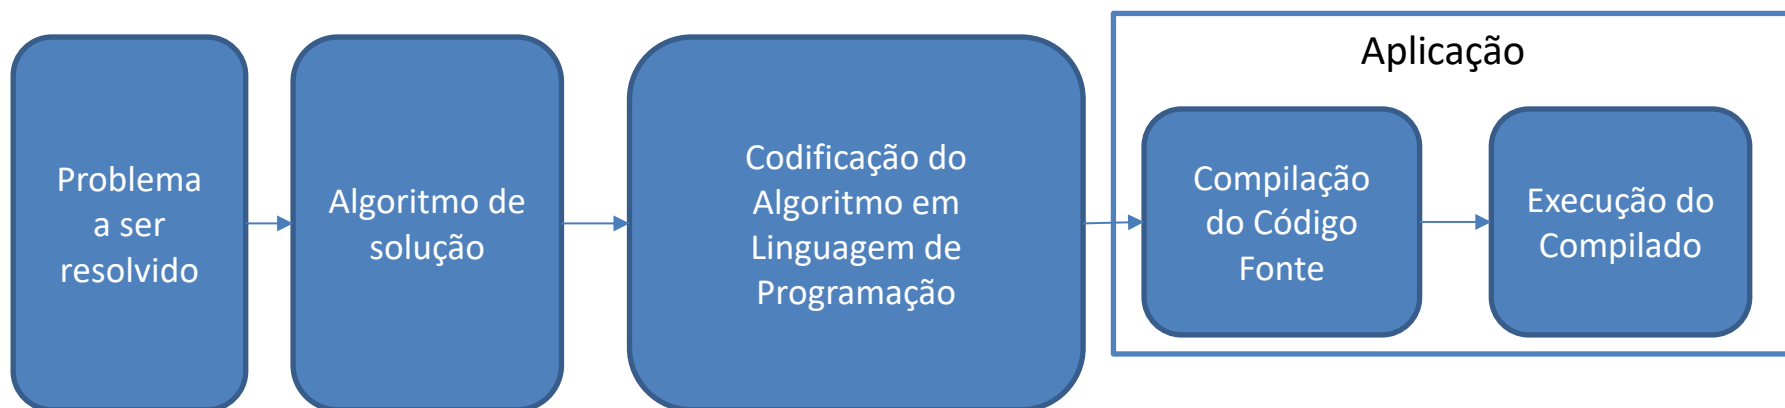 Problema
a ser
resolvido
Algoritmo de
solução
Codificação do
Algoritmo em
Linguagem de
Programação
Aplicação
Compilação
do Código
Fonte
Execução do
Compilado